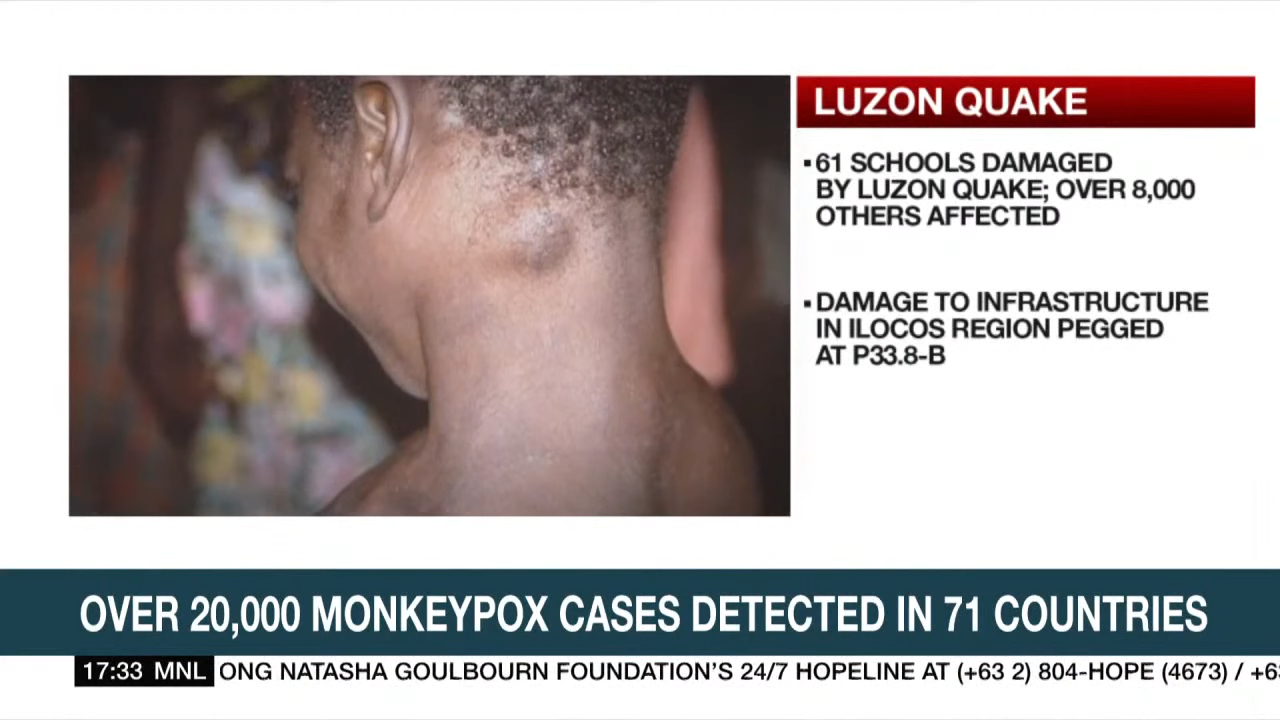 LUZON QUAKE
▪61 SCHOOLS DAMAGED
BY LUZON QUAKE; OVER 8,000
OTHERS AFFECTED
▪DAMAGE TO INFRASTRUCTURE
IN ILOCOS REGION PEGGED
AT P33.8-B
OVER 20,000 MONKEYPOX CASES DETECTED IN 71 COUNTRIES
17:33 MNL ONG NATASHA GOULBOURN FOUNDATION'S 24/7 HOPELINE AT (+63 2) 804-HOPE (4673) / +63